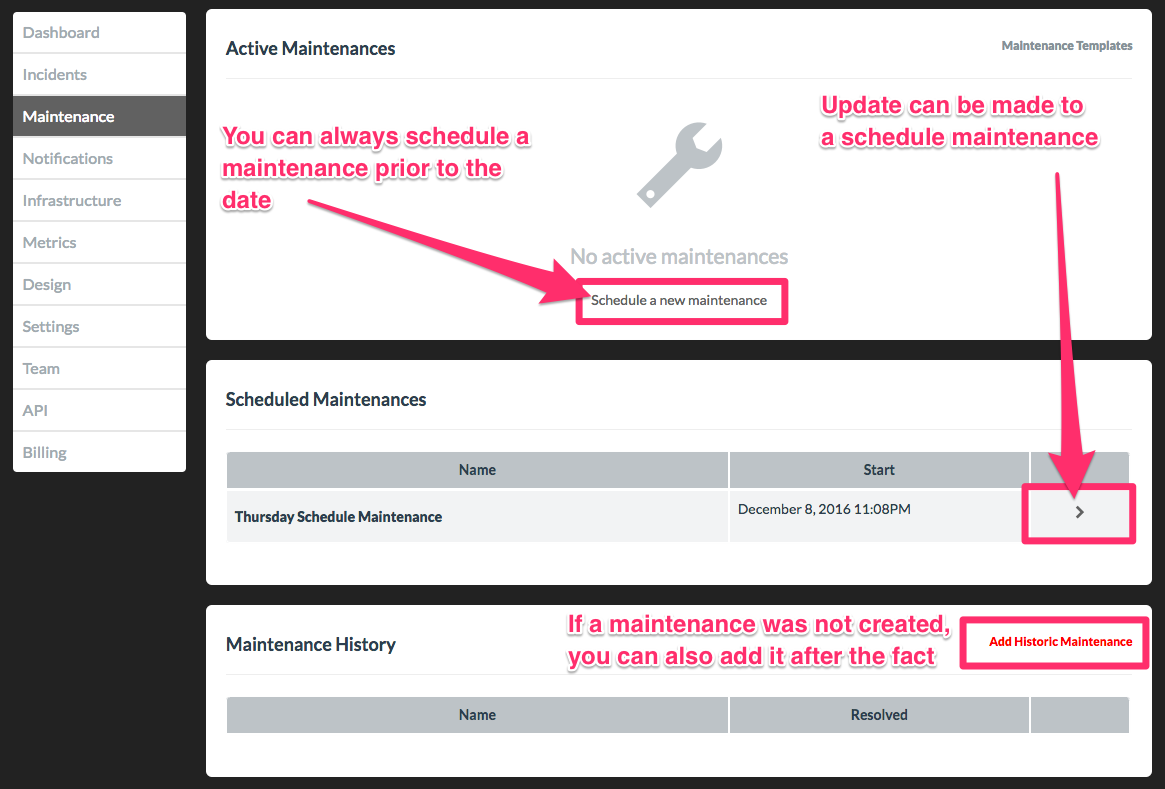 Dashboard
Incidents
Maintenance
Notifications
Infrastructure
Metrics
Design
Settings
Team
API
Billing
Active Maintenances
Maintenance Templates
You can always schedule a
maintenance prior to the
date
Update can be made to
a schedule maintenance
No active maintenances
Schedule a new maintenance
Scheduled Maintenances
Name
Start
Thursday Schedule Maintenance
December 8, 2016 11:08PM
Maintenance History
If a maintenance was not created,
you can also add it after the fact
Add Historic Maintenance
Name
Resolved